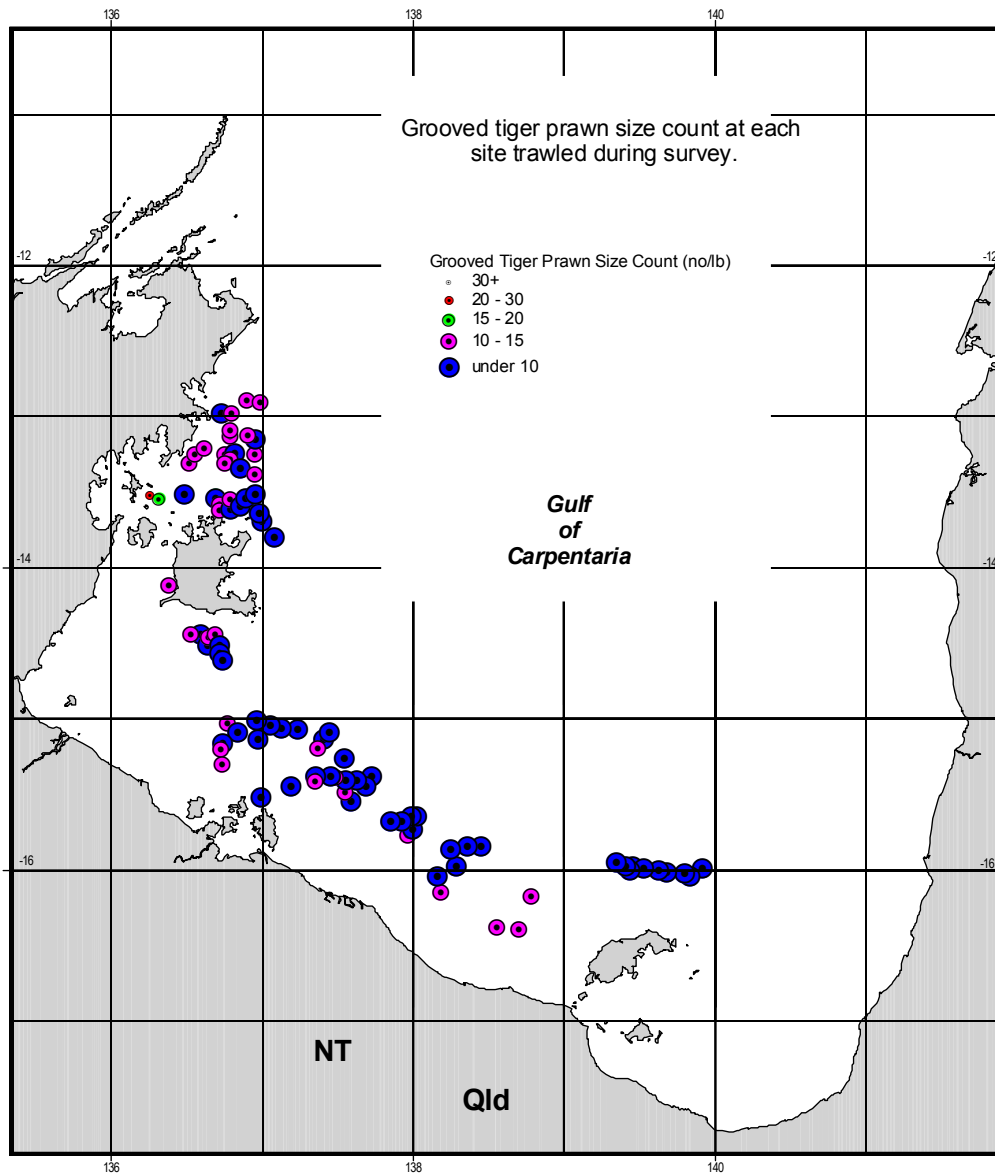 136 138 140
Grooved tiger prawn size count at each
site trawled during survey.
-12 -12
Grooved Tiger Prawn Size Count (no/lb)
30+
20 - 30
15 - 20
10 - 15
under 10
Gulf
of
Carpentaria
-14 -14
-16 -16
NT
Qld
136 138 140